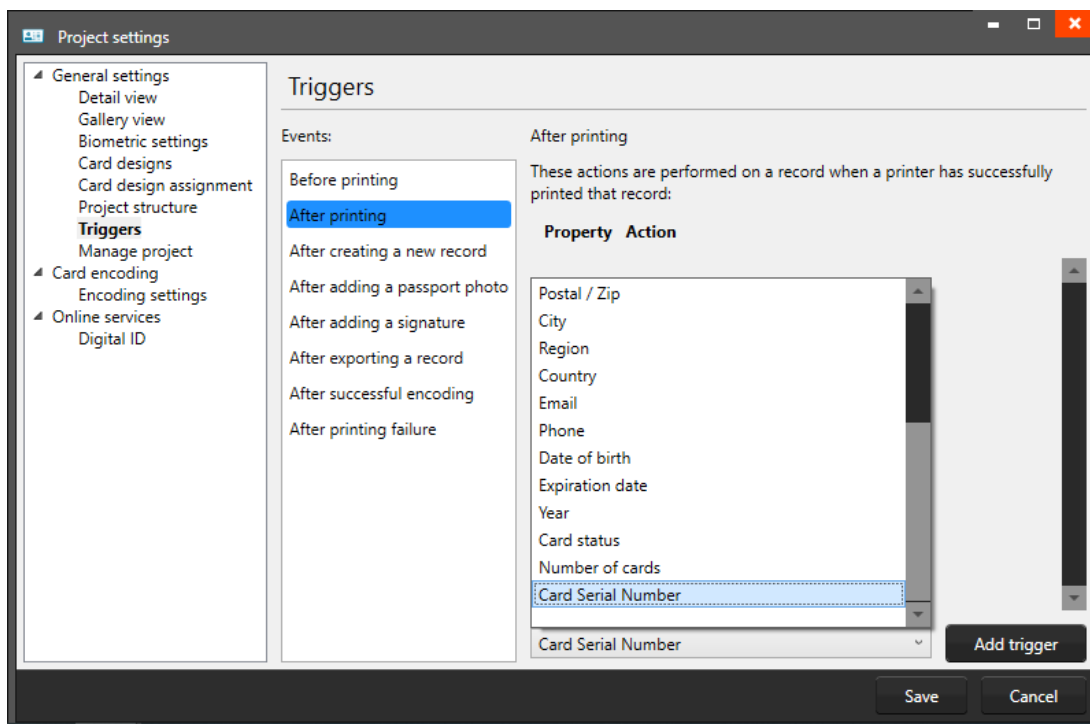 Project settings
General settings
Detail view
Gallery view
Biometric settings
Card designs
Card design assignment
Project structure
Triggers
Manage project
Card encoding
Encoding settings
Online services
Digital ID
Triggers
Events:
Before printing
After printing
After creating a new record
After adding a passport photo
After adding a signature
After exporting a record
After successful encoding
After printing failure
After printing
These actions are performed on a record when a printer has successfully
printed that record:
Property Action
Postal / Zip
City
Region
Country
Email
Phone
Date of birth
Expiration date
Year
Card status
Number of cards
Card Serial Number
Card Serial Number
Add trigger
Save
Cancel